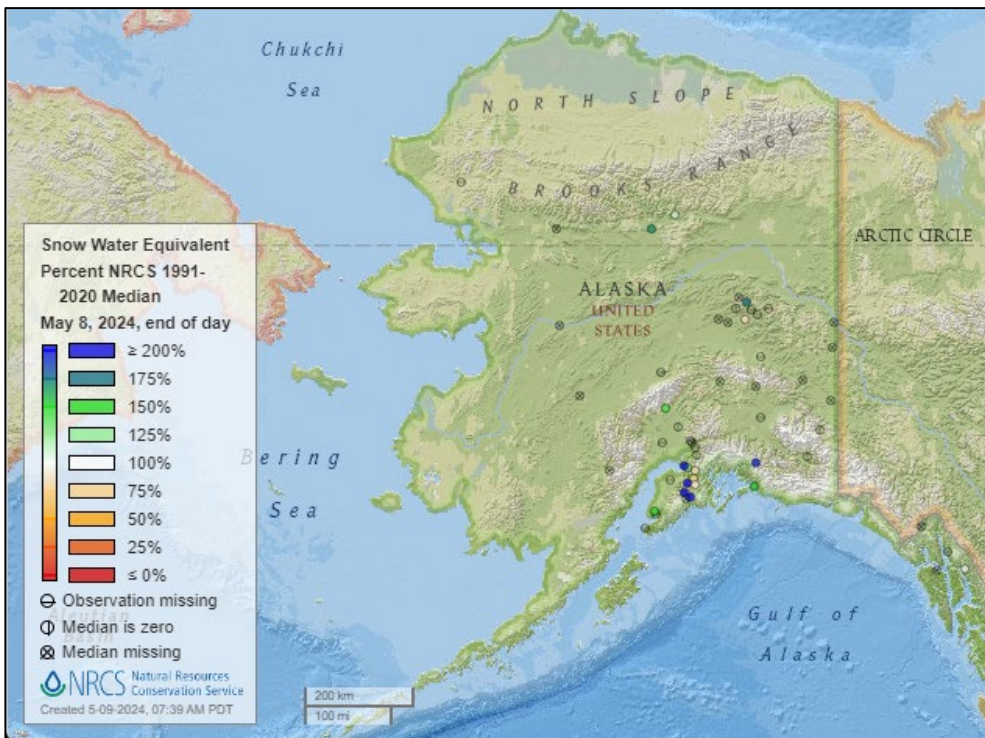 Chukchi
Sea
NORTH SLOPE
BROOKS RANGE
ARCTIC CIRCLE
ALASKA
UNITED
STATES
Bering
Sea
Gulf of
Alaska
Snow Water Equivalent
Percent NRCS 1991-
2020 Median
May 8, 2024, end of day
≥ 200%
175%
150%
125%
100%
75%
50%
25%
≤ 0%
Observation missing
Median is zero
Median missing
Aleutian
Basin
NRCS Natural Resources
Conservation Service
Created 5-09-2024, 07:39 AM PDT
200 km
100 mi